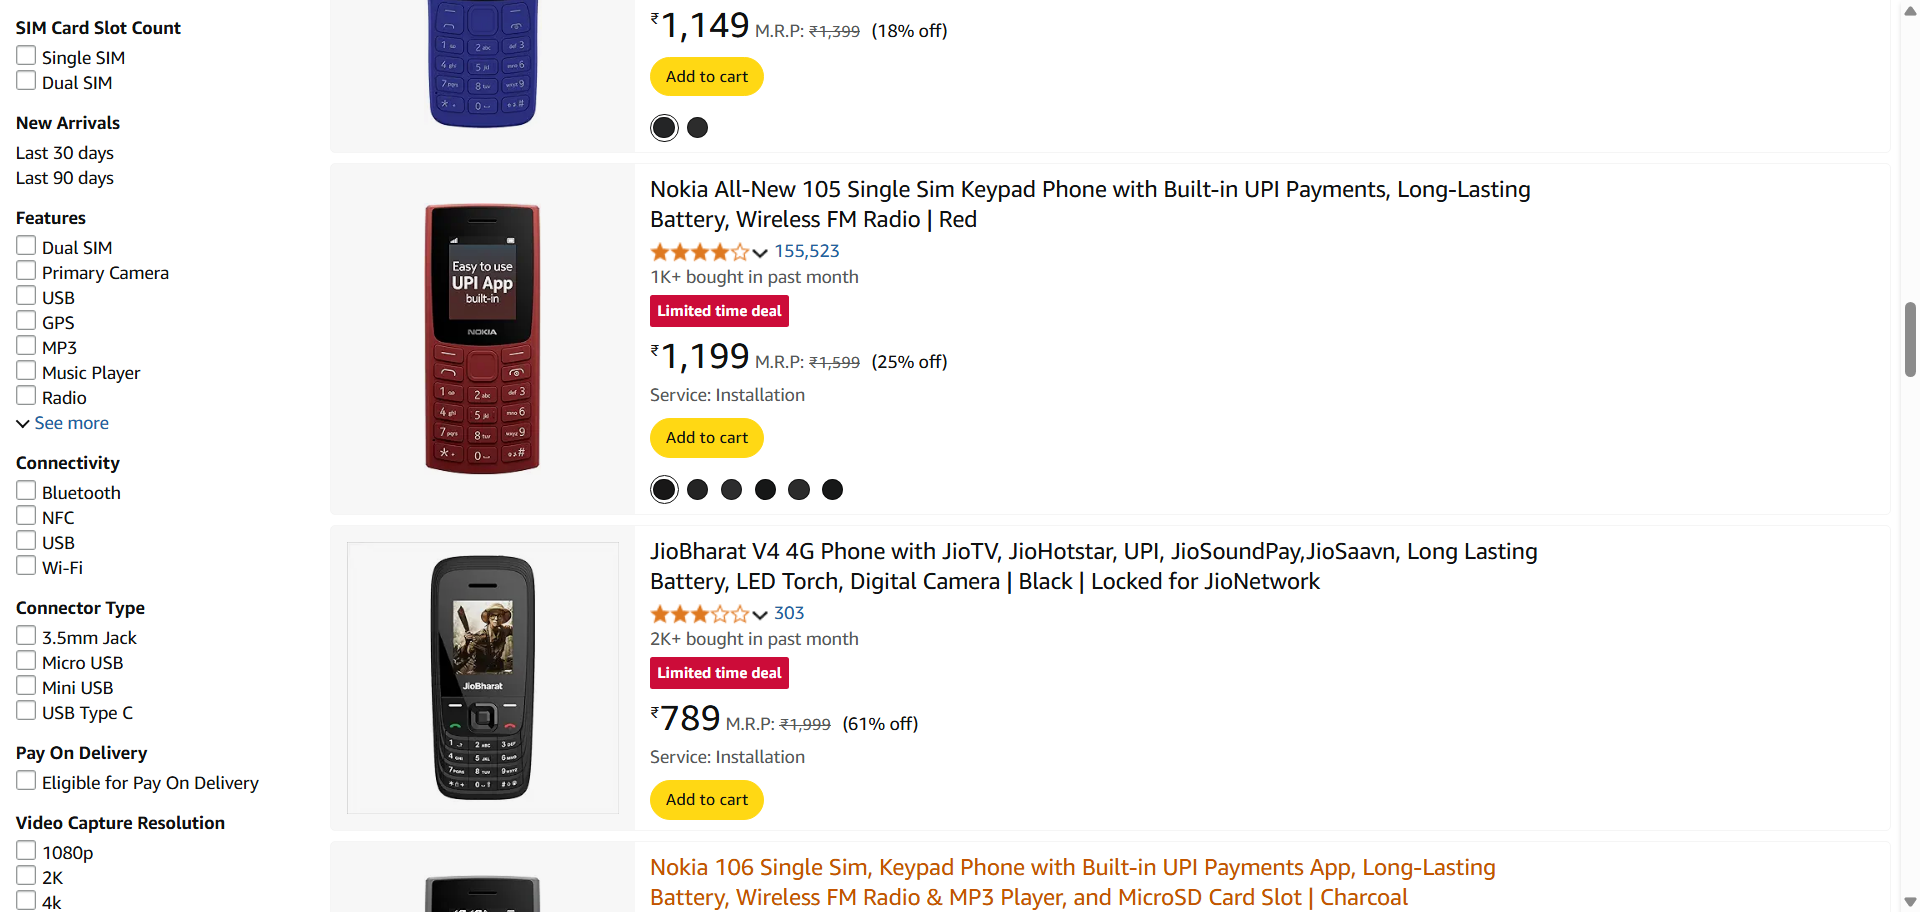 SIM Card Slot Count
Single SIM
Dual SIM
New Arrivals
Last 30 days
Last 90 days
Features
Dual SIM
Primary Camera
USB
GPS
MP3
Music Player
Radio
See more
Connectivity
Bluetooth
NFC
USB
Wi-Fi
Connector Type
3.5mm Jack
Micro USB
Mini USB
USB Type C
Pay On Delivery
Eligible for Pay On Delivery
Video Capture Resolution
1080p
2K
4k
₹1,149 M.R.P: ₹1,399 (18% off)
Add to cart
Easy to use
UPI App
built-in
NOKIA
Nokia All-New 105 Single Sim Keypad Phone with Built-in UPI Payments, Long-Lasting
Battery, Wireless FM Radio | Red
155,523
1K+ bought in past month
Limited time deal
₹1,199 M.R.P: ₹1,599 (25% off)
Service: Installation
Add to cart
JioBharat
JioBharat V4 4G Phone with JioTV, JioHotstar, UPI, JioSoundPay,JioSaavn, Long Lasting
Battery, LED Torch, Digital Camera | Black | Locked for JioNetwork
303
2K+ bought in past month
Limited time deal
₹789 M.R.P: ₹1,999 (61% off)
Service: Installation
Add to cart
Nokia 106 Single Sim, Keypad Phone with Built-in UPI Payments App, Long-Lasting
Battery, Wireless FM Radio & MP3 Player, and MicroSD Card Slot | Charcoal